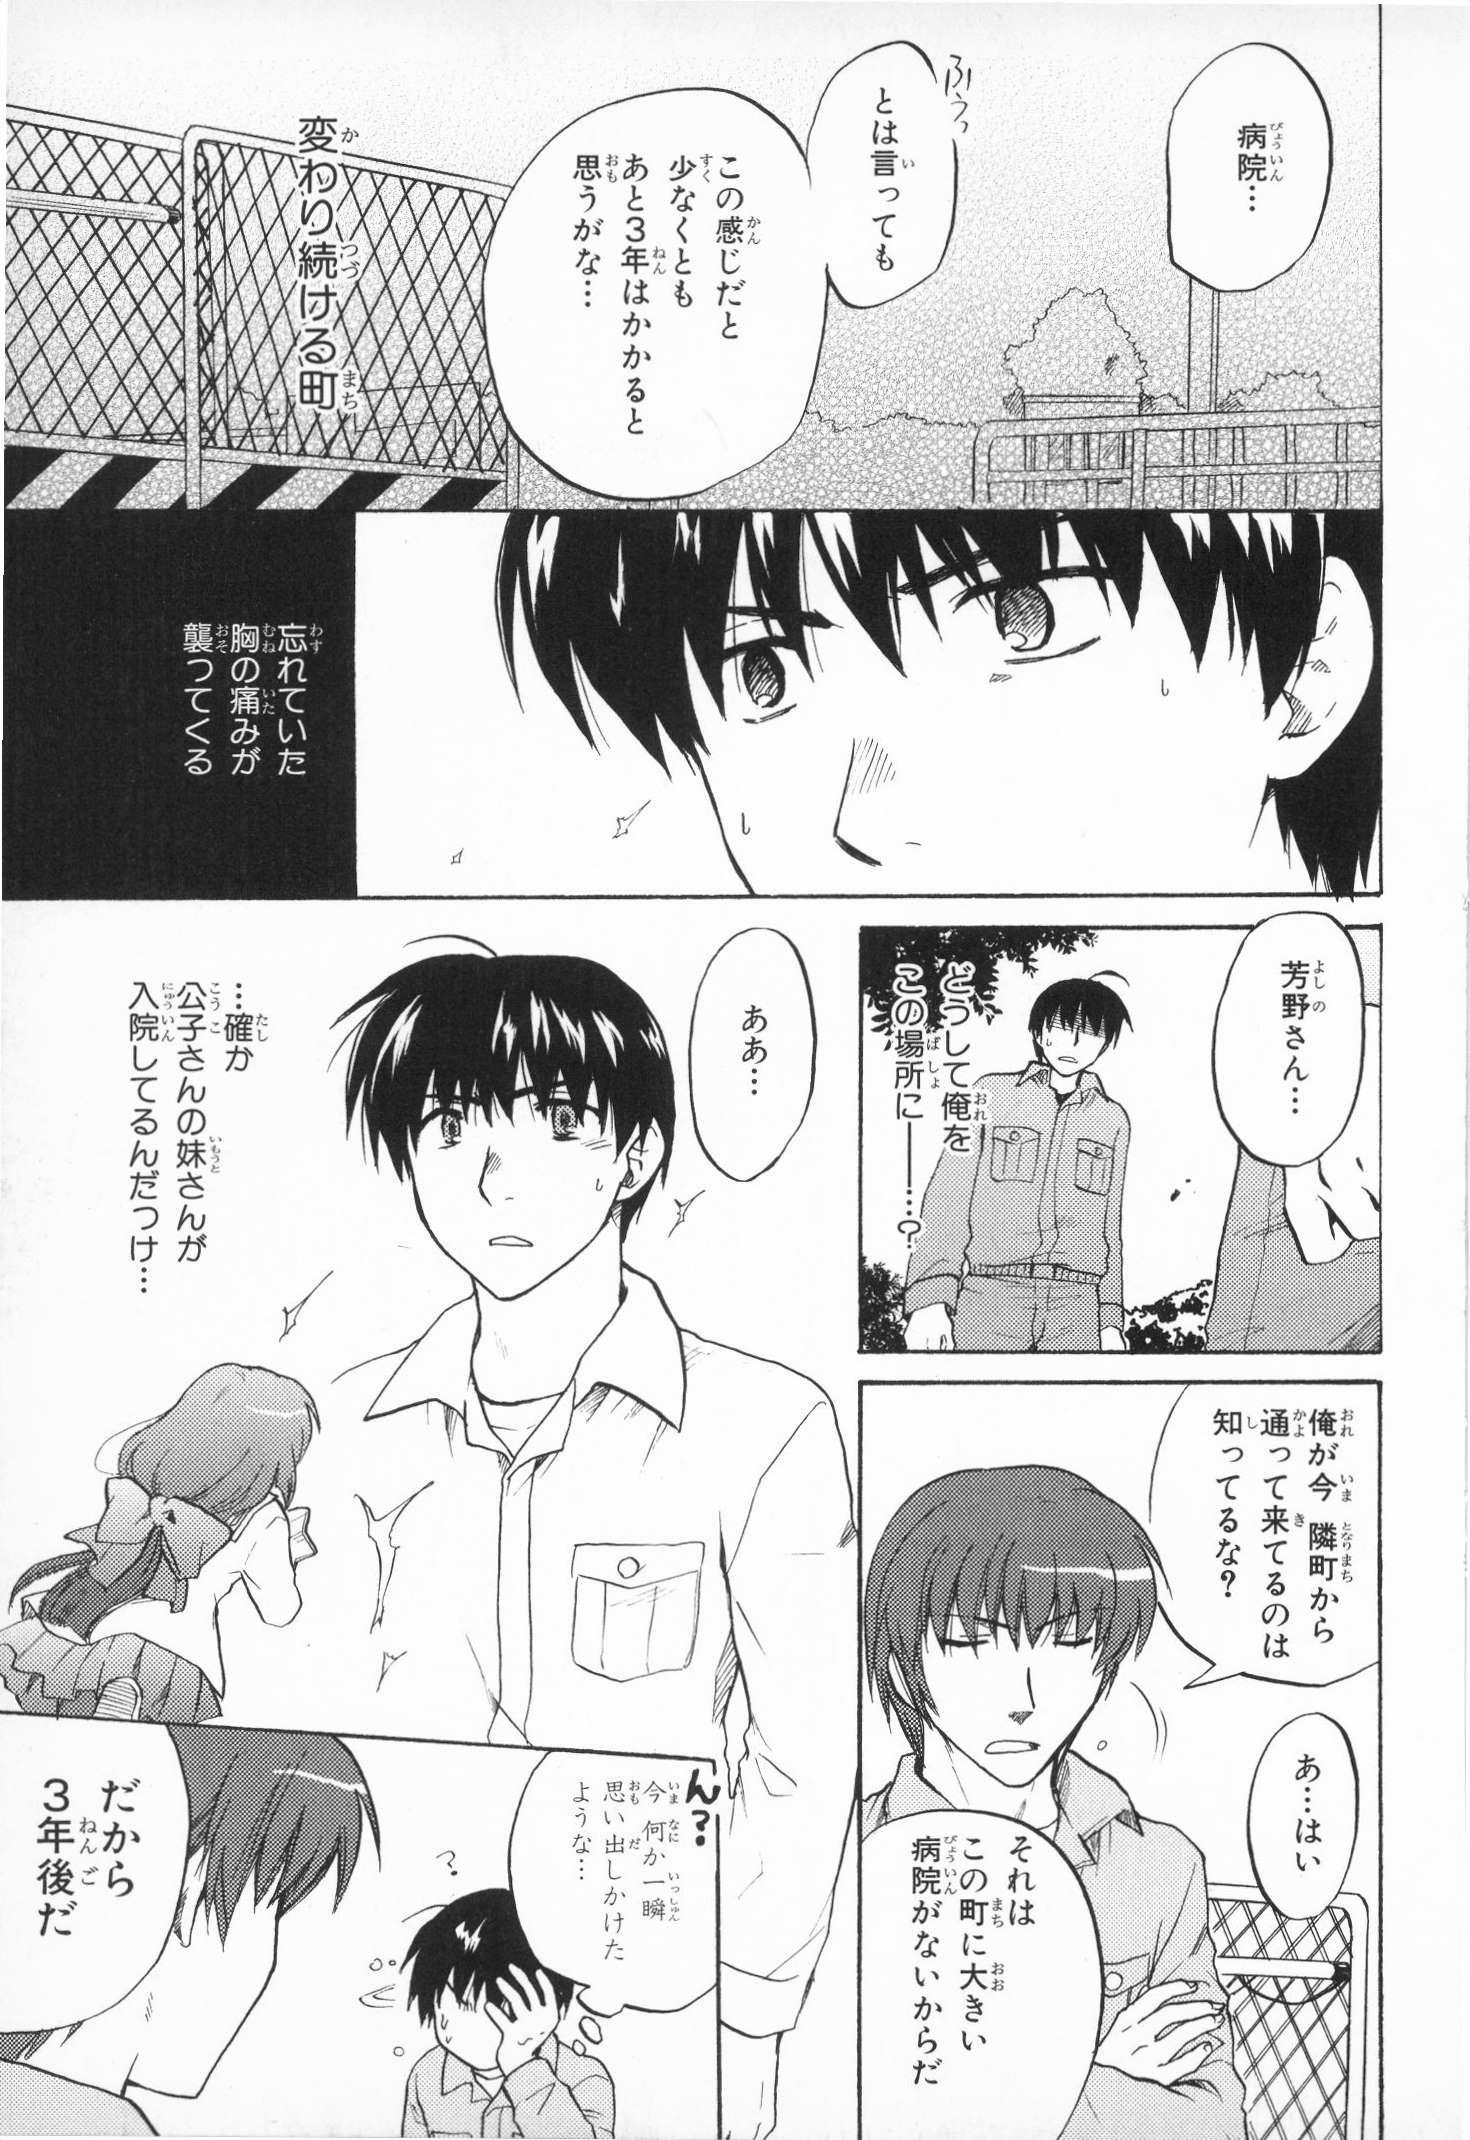 病院…
ふぅっ
とは言っても
この感じだと
少なくとも
あと3年はかかると
思うがな…
変わり続ける町
忘れていた
胸の痛みが
襲ってくる
芳野さん…
どうして俺を
この場所に――…?
ああ…
…確か
公子さんの妹さんが
入院してるんだっけ…
俺が今 隣町から
通って来てるのは
知ってるな?
あ…はい
それは
この町に大きい
病院がないからだ
ん?
今 何か一瞬
思い出しかけた
ような…
?
だから
3年後だ